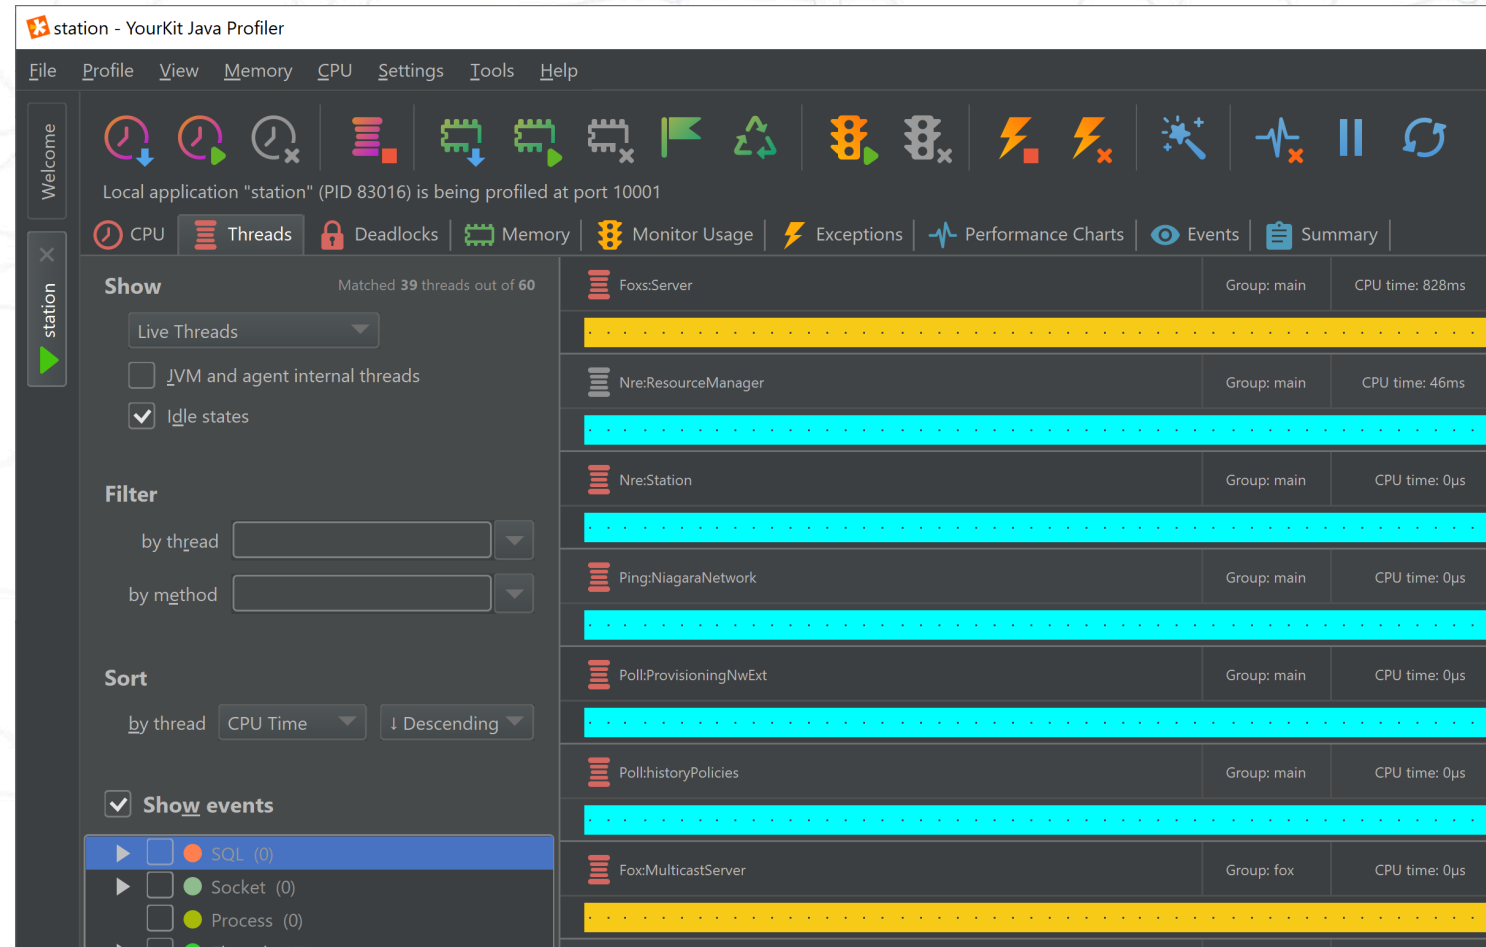 station - YourKit Java Profiler
File Profile View Memory CPU Settings Tools Help
Welcome
Local application "station" (PID 83016) is being profiled at port 10001
CPU Threads Deadlocks Memory Monitor Usage Exceptions Performance Charts Events Summary
station
Show Matched 39 threads out of 60
Live Threads
JVM and agent internal threads
Idle states
Filter
by thread
by method
Sort
by thread CPU Time ↓ Descending
Show events
SQL (0)
Socket (0)
Process (0)
Foxs:Server Group: main CPU time: 828ms
Nre:ResourceManager Group: main CPU time: 46ms
Nre:Station Group: main CPU time: 0µs
Ping:NiagaraNetwork Group: main CPU time: 0µs
Poll:ProvisioningNwExt Group: main CPU time: 0µs
Poll:historyPolicies Group: main CPU time: 0µs
Fox:MulticastServer Group: fox CPU time: 0µs